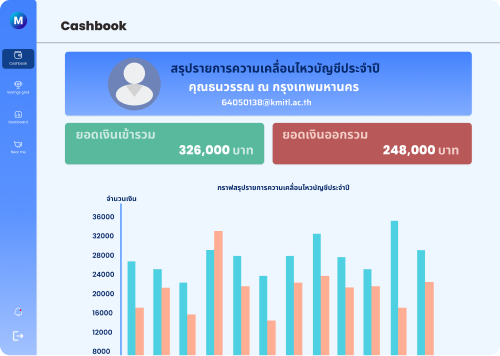 M
Cashbook
Cashbook
สรุปรายการความเคลื่อนไหวบัญชีประจำปี
คุณธนวรรณ ณ กรุงเทพมหานคร
64050138@kmitl.ac.th
ยอดเงินเข้ารวม
326,000 บาท
ยอดเงินออกรวม
248,000 บาท
Savings goal
Dashboard
กราฟสรุปรายการความเคลื่อนไหวบัญชีประจำปี
จำนวนเงิน
36000
32000
28000
24000
20000
16000
12000
8000